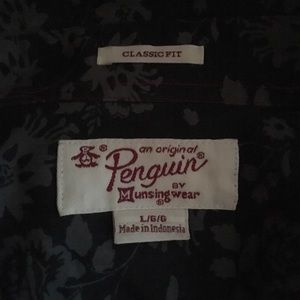 CLASSIC FIT
an original
Penguin®
BY
Munsingwear®
L/G/G
Made in Indonesia